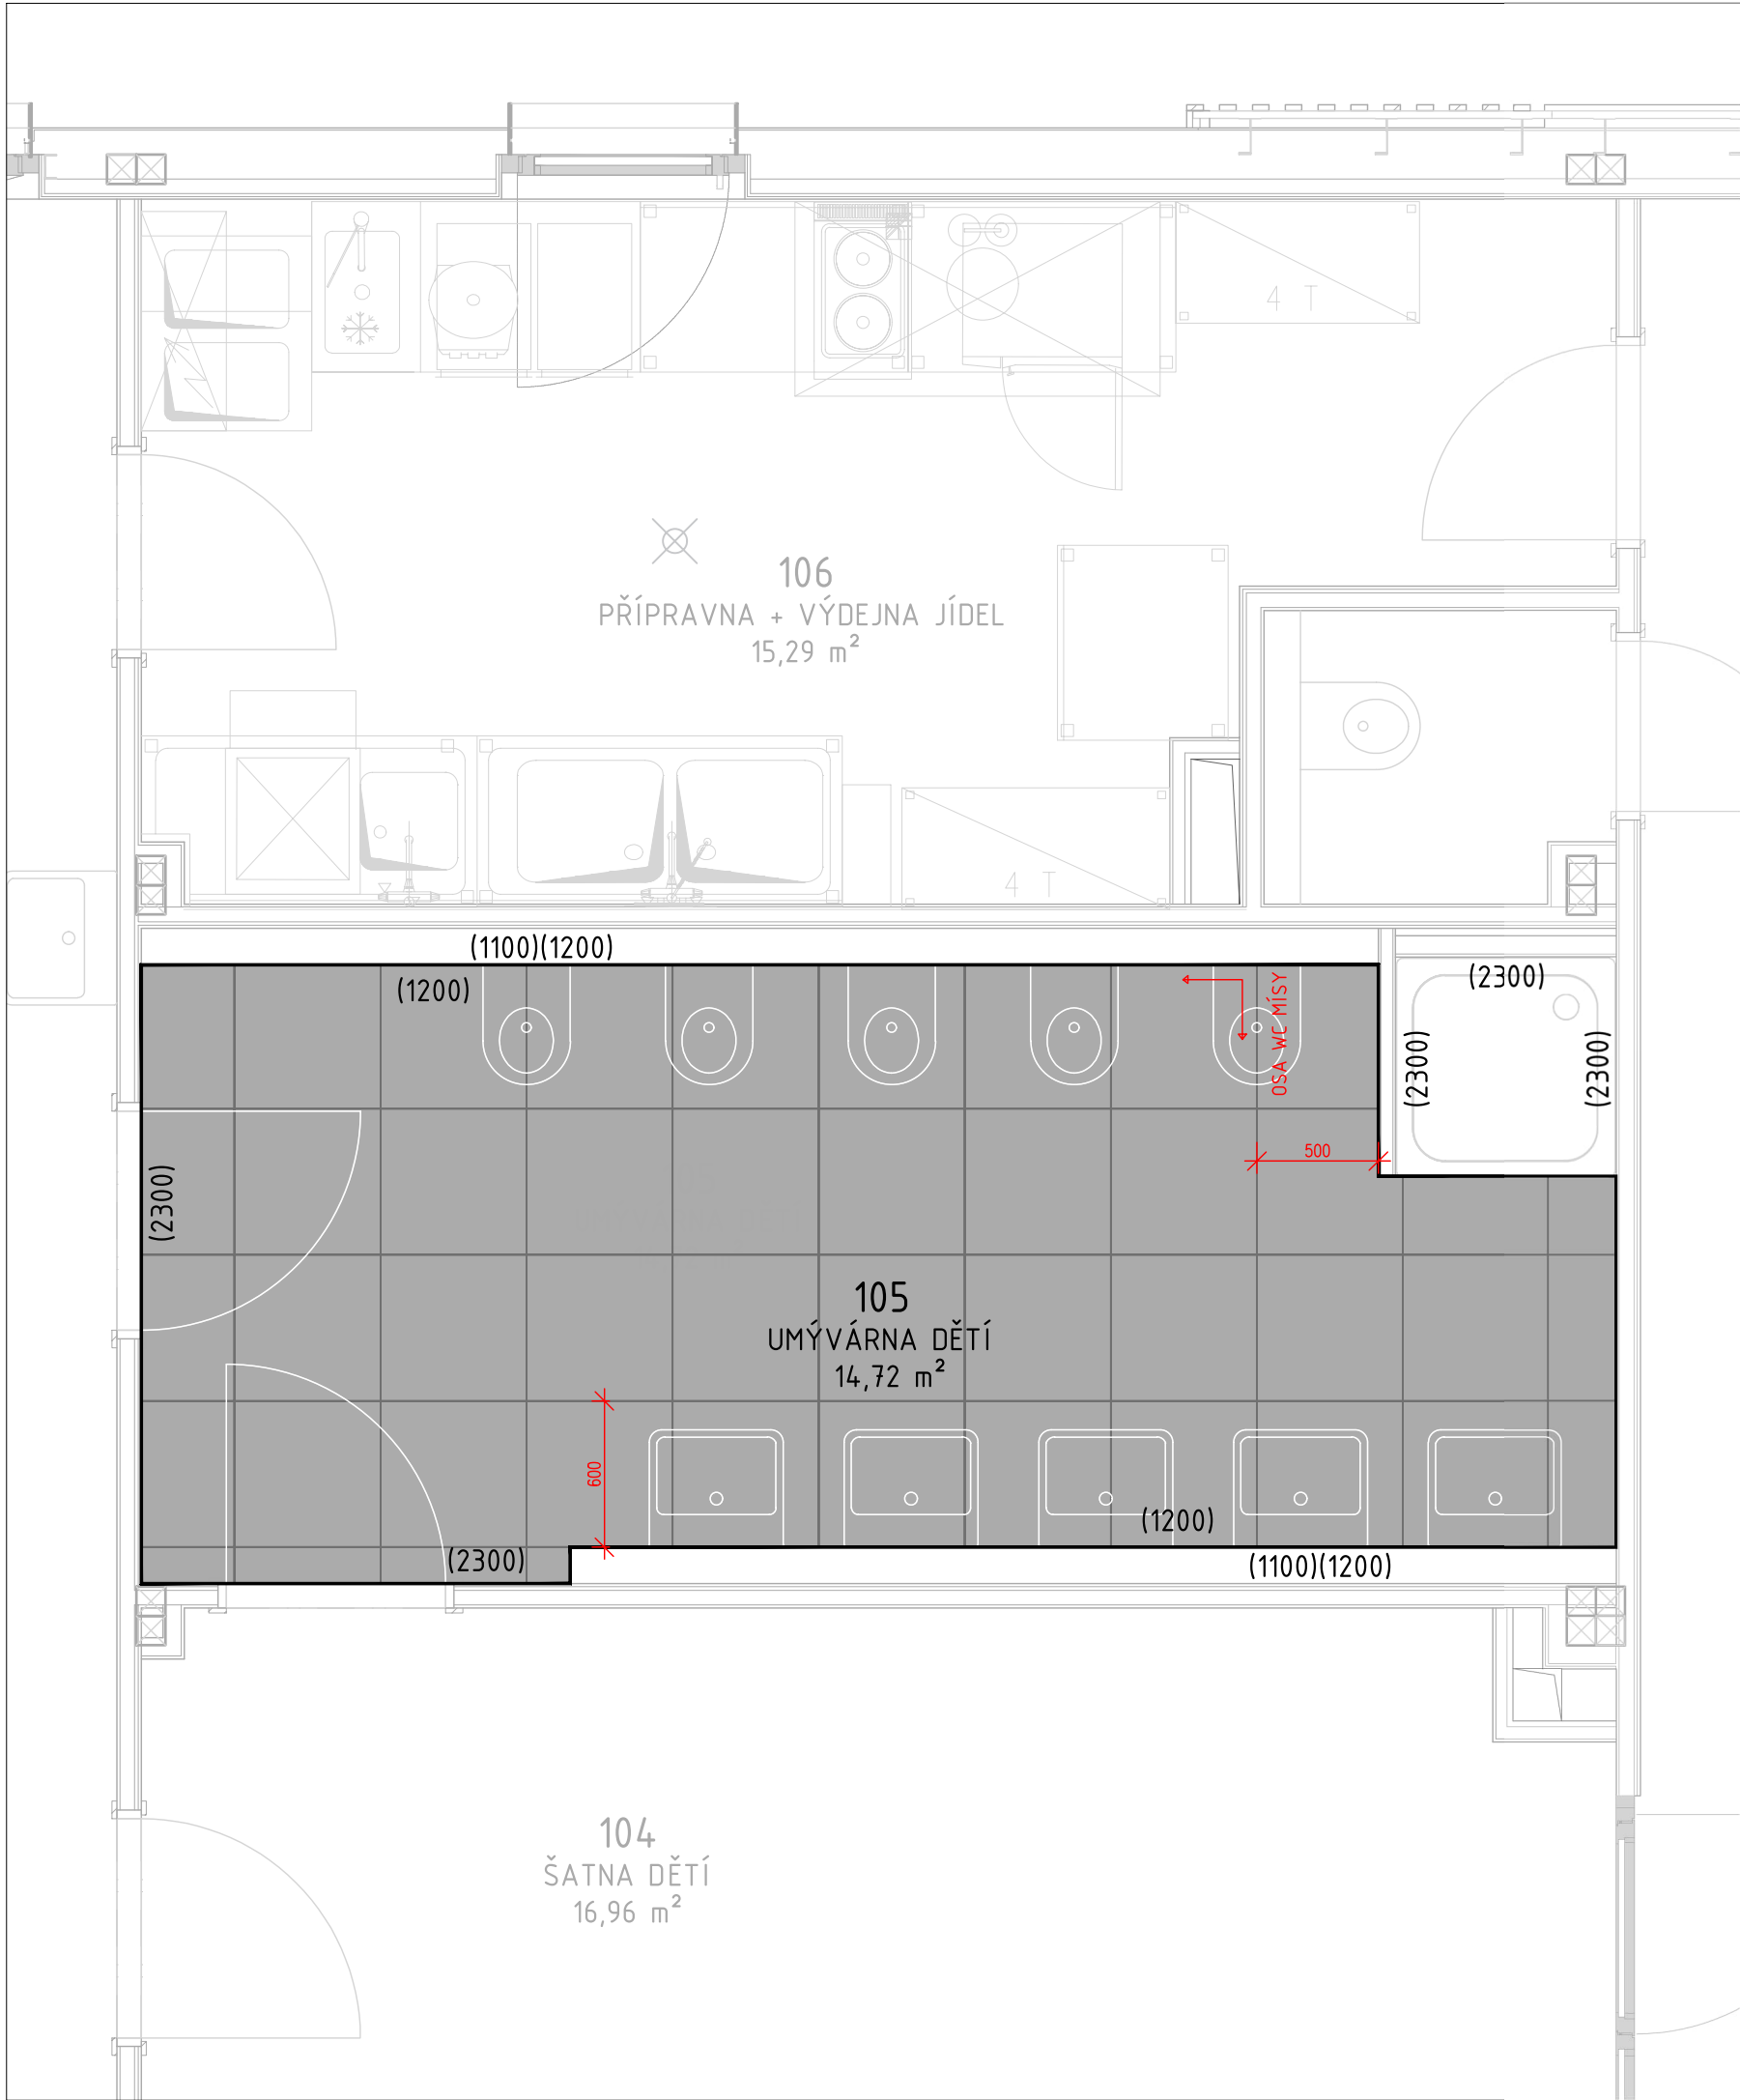 4 T
106
PŘÍPRAVNA + VÝDEJNA JÍDEL
15,29 m²
4 T
(1100)(1200)
(1200)
OSA WC MÍSY
(2300)
(2300)
(2300)
500
(2300)
105
UMÝVÁRNA DĚTÍ
14,72 m²
600
(1200)
(2300)
(1100)(1200)
104
ŠATNA DĚTÍ
16,96 m²